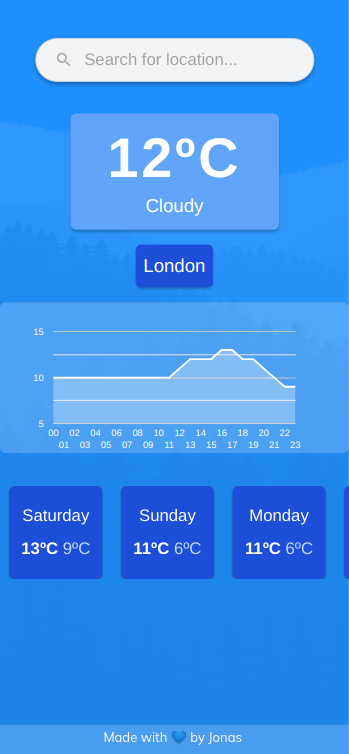 Search for location...
12ºC
Cloudy
London
15
10
5
00 02 04 06 08 10 12 14 16 18 20 22
01 03 05 07 09 11 13 15 17 19 21 23
Saturday Sunday Monday
13ºC 9ºC 11ºC 6ºC 11ºC 6ºC
Made with 💙 by Jonas